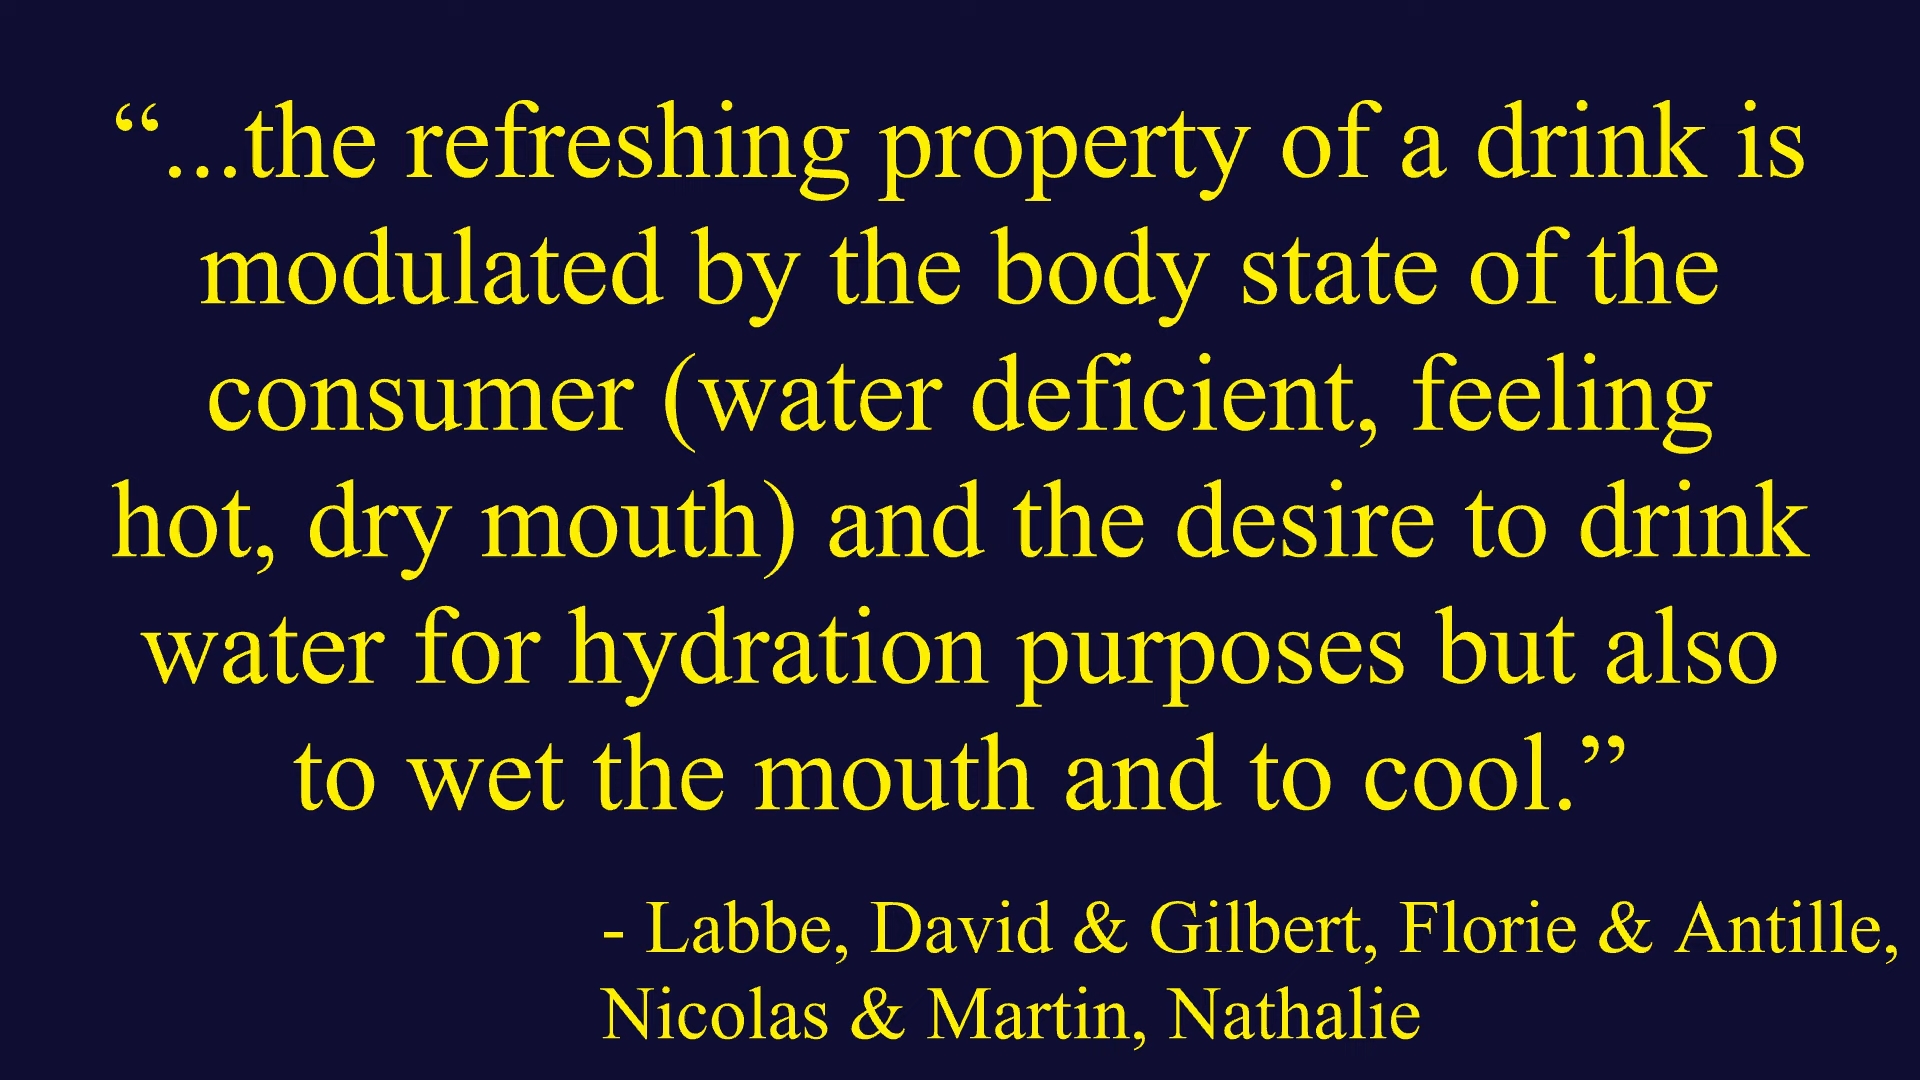 “...the refreshing property of a drink is
modulated by the body state of the
consumer (water deficient, feeling
hot, dry mouth) and the desire to drink
water for hydration purposes but also
to wet the mouth and to cool.”
- Labbe, David & Gilbert, Florie & Antille,
Nicolas & Martin, Nathalie